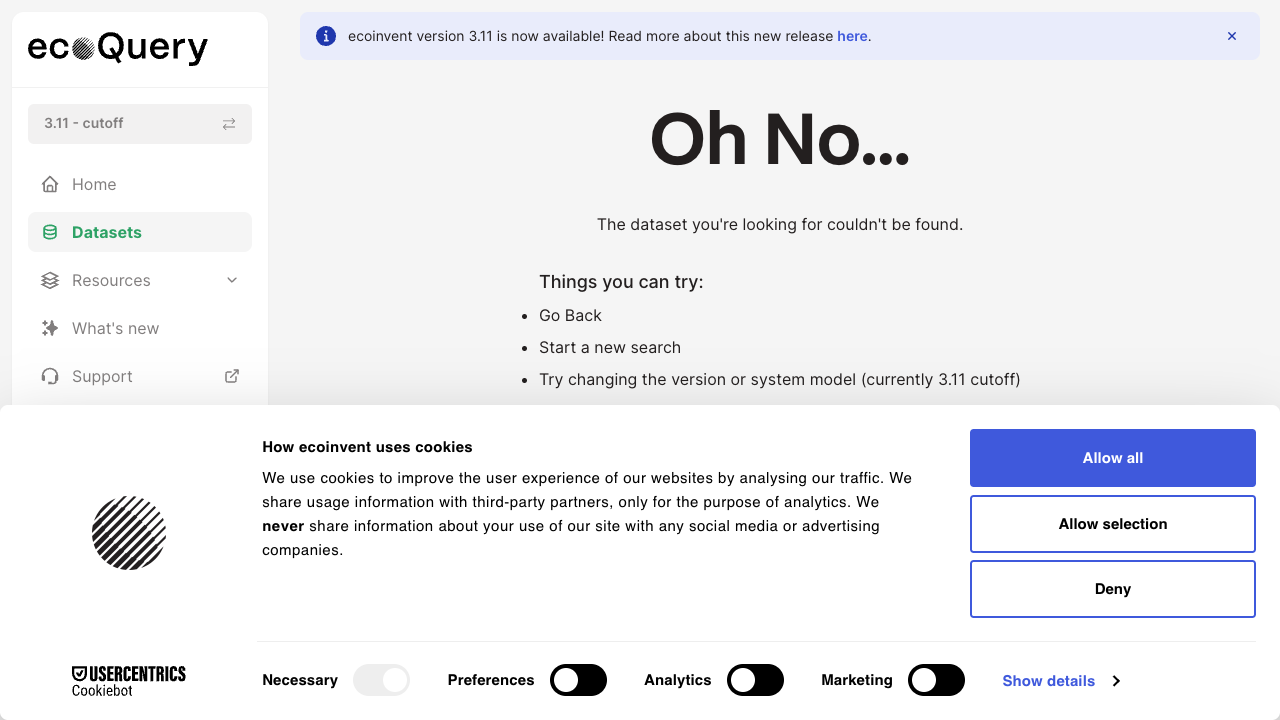 ecoQuery
3.11 - cutoff
Home
Datasets
Resources
What's new
Support
ecoinvent version 3.11 is now available! Read more about this new release here.
Oh No...
The dataset you're looking for couldn't be found.
Things you can try:
Go Back
Start a new search
Try changing the version or system model (currently 3.11 cutoff)
USERCENTRICS
Cookiebot
How ecoinvent uses cookies
We use cookies to improve the user experience of our websites by analysing our traffic. We
share usage information with third-party partners, only for the purpose of analytics. We
never share information about your use of our site with any social media or advertising
companies.
Allow all
Allow selection
Deny
Necessary
Preferences
Analytics
Marketing
Show details